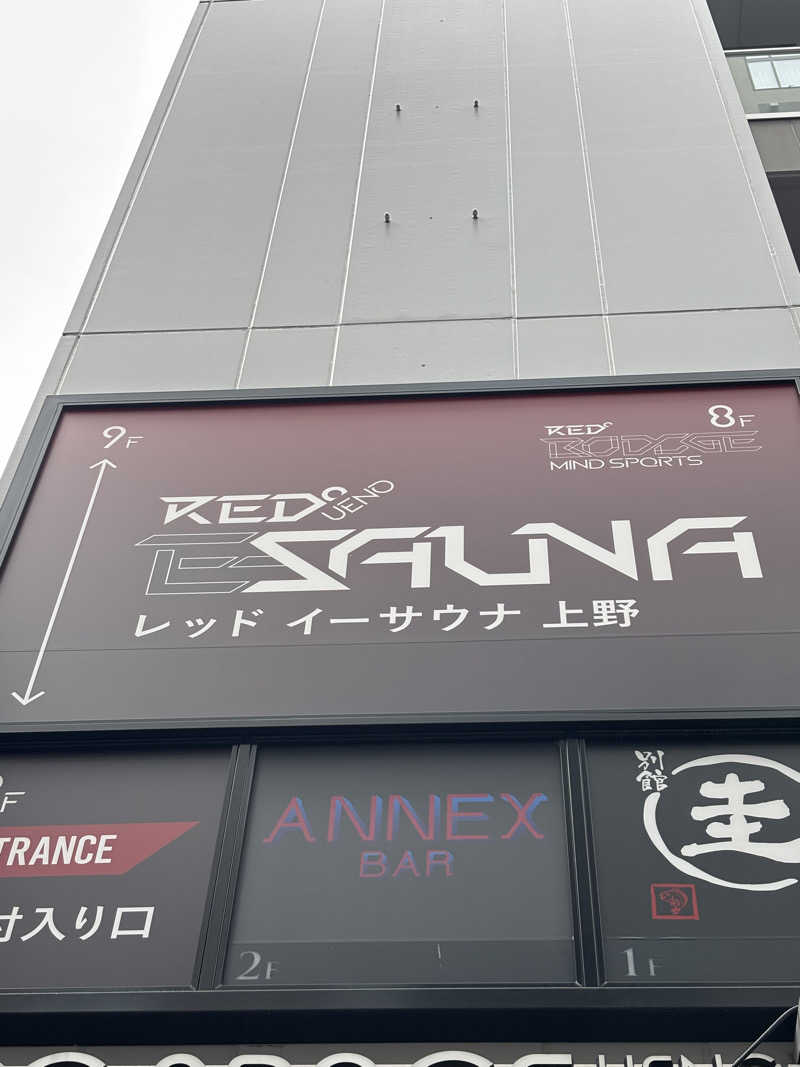 9F
8F
RED°
RODEGE
MIND SPORTS
RED° UENO
E SAUNA
レッド イーサウナ 上野
F
TRANCE
付入り口
ANNEX
BAR
2F
別館
圭
1F